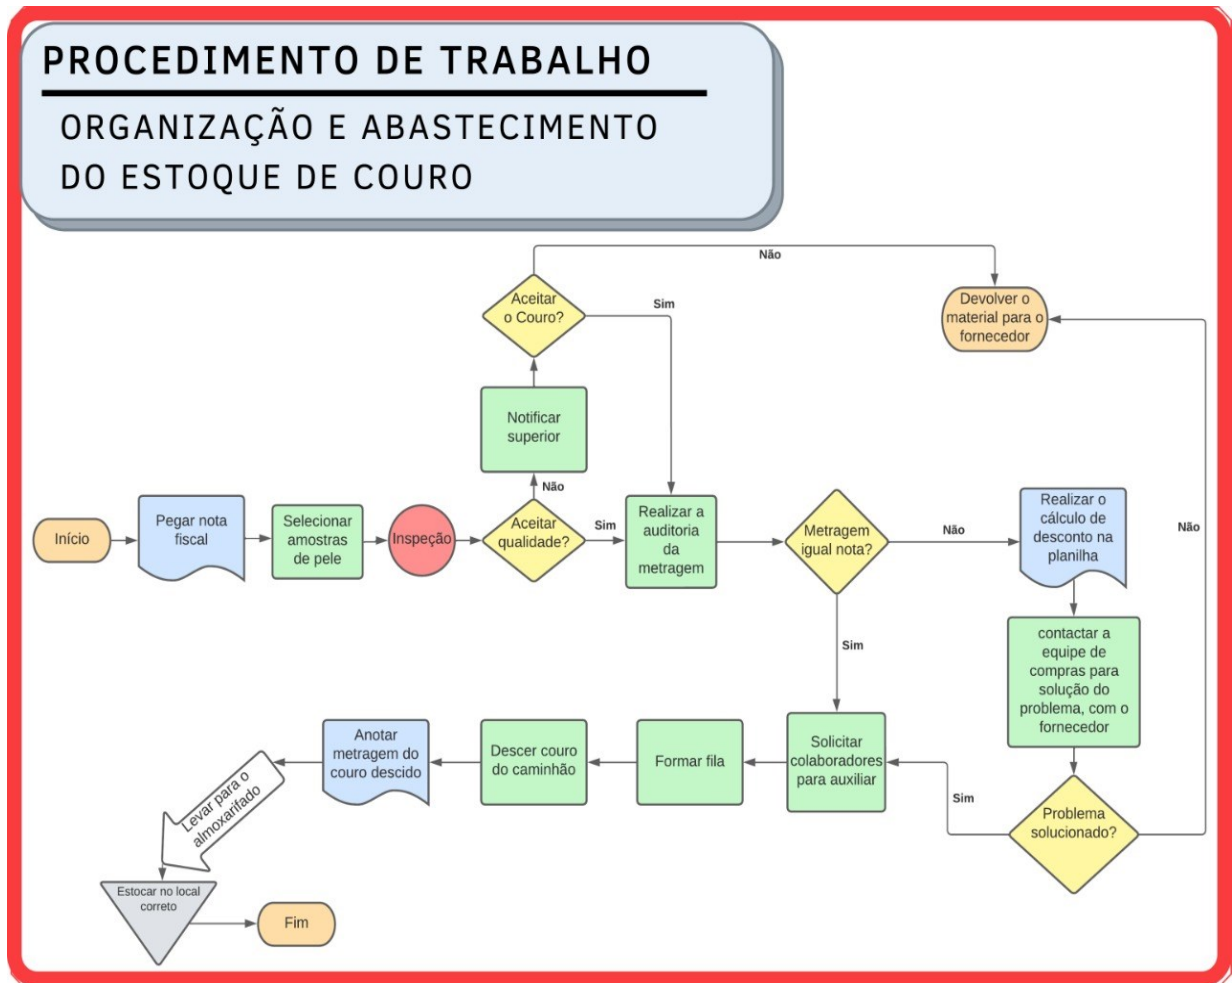 PROCEDIMENTO DE TRABALHO
ORGANIZAÇÃO E ABASTECIMENTO
DO ESTOQUE DE COURO
Não
Aceitar
o Couro?
Sim
Devolver o
material para o
fornecedor
Notificar
superior
Não
Início
Pegar nota
fiscal
Selecionar
amostras
de pele
Inspeção
Aceitar
qualidade?
Sim
Realizar a
auditoria
da
metragem
Metragem
igual nota?
Não
Realizar o
cálculo de
desconto na
planilha
Não
Sim
contactar a
equipe de
compras para
solução do
problema, com o
fornecedor
Problema
solucionado?
Sim
Solicitar
colaboradores
para auxiliar
Formar fila
Descer couro
do caminhão
Anotar
metragem do
couro descido
Levar para o
almoxarifado
Estocar no local
correto
Fim